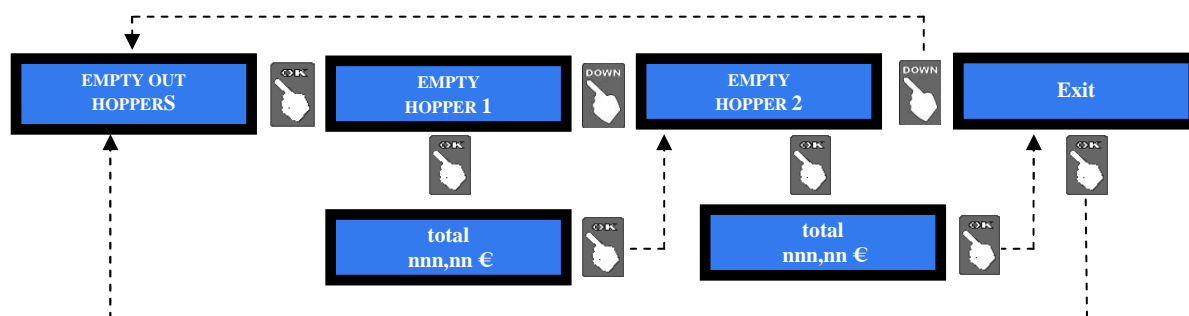 EMPTY OUT
HOPPERS
OK
EMPTY
HOPPER 1
DOWN
EMPTY
HOPPER 2
DOWN
Exit
OK
OK
OK
total
nnn,nn €
OK
total
nnn,nn €
OK